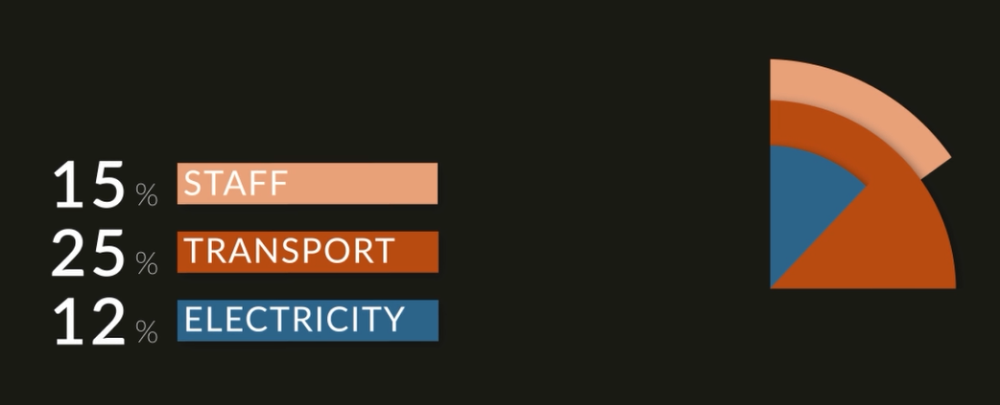 15 % STAFF
25 % TRANSPORT
12 % ELECTRICITY